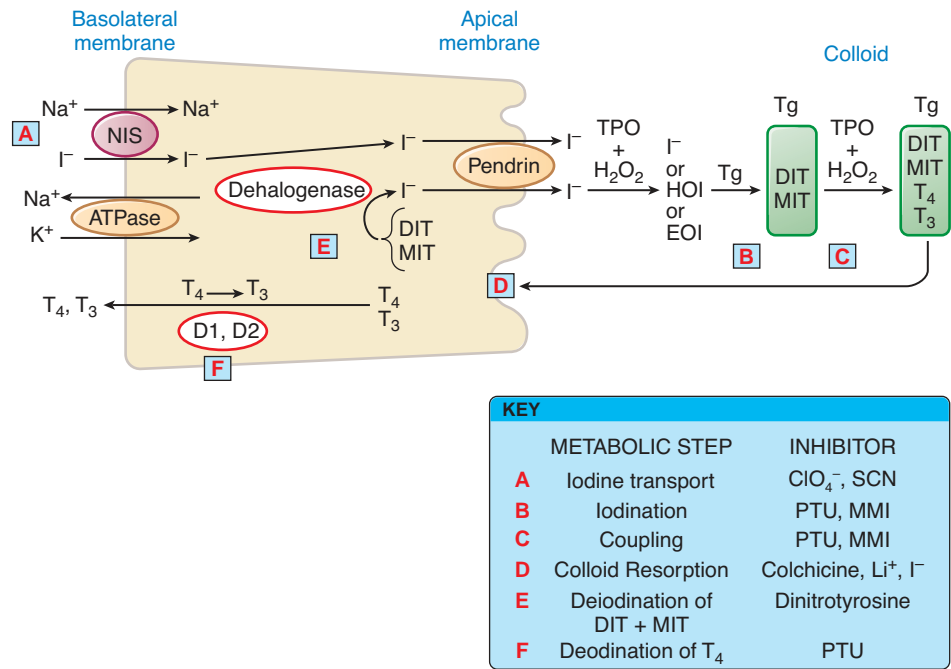 Basolateral
membrane
Apical
membrane
Colloid
A
Na⁺
Na⁺
NIS
I⁻
I⁻
I⁻
I⁻
TPO
+
H₂O₂
I⁻
or
HOI
or
EOI
Tg
Tg
DIT
MIT
TPO
+
H₂O₂
Tg
DIT
MIT
T₄
T₃
Pendrin
Dehalogenase
I⁻
I⁻
Na⁺
ATPase
K⁺
E
DIT
MIT
B
C
D
T₄, T₃
T₄
T₃
T₄
T₃
D1, D2
F
KEY
METABOLIC STEP INHIBITOR
A Iodine transport ClO₄⁻, SCN
B Iodination PTU, MMI
C Coupling PTU, MMI
D Colloid Resorption Colchicine, Li⁺, I⁻
E Deiodination of Dinitrotyrosine
DIT + MIT
F Deodination of T₄ PTU